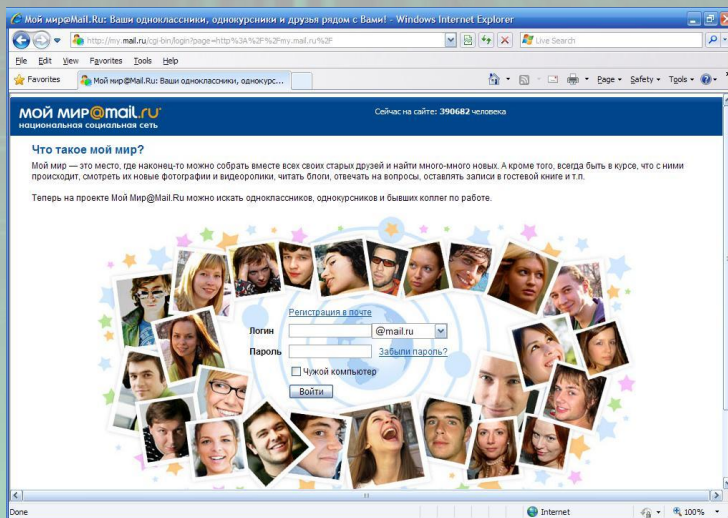 Мой мир@Mail.Ru: Ваши одноклассники, однокурсники и друзья рядом с Вами! - Windows Internet Explorer
http://my.mail.ru/cgi-bin/login?page=http%3A%2F%2Fmy.mail.ru%2F
Live Search
File Edit View Favorites Tools Help
Favorites
Мой мир@Mail.Ru: Ваши одноклассники, однокурс...
Page Safety Tools
мой мир@mail.ru
национальная социальная сеть
Сейчас на сайте: 390682 человека
Что такое мой мир?
Мой мир — это место, где наконец-то можно собрать вместе всех своих старых друзей и найти много-много новых. А кроме того, всегда быть в курсе, что с ними
происходит, смотреть их новые фотографии и видеоролики, читать блоги, отвечать на вопросы, оставлять записи в гостевой книге и т.п.
Теперь на проекте Мой Мир@Mail.Ru можно искать одноклассников, однокурсников и бывших коллег по работе.
Регистрация в почте
Логин @mail.ru
Пароль Забыли пароль?
Чужой компьютер
Войти
Done
Internet
100%